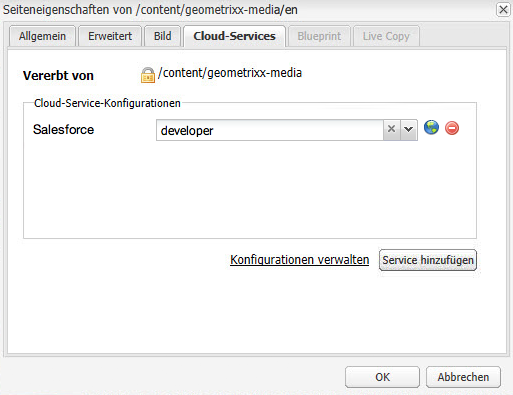 Seiteneigenschaften von /content/geometrixx-media/en
Allgemein Erweitert Bild Cloud-Services Blueprint Live Copy
Vererbt von /content/geometrixx-media
Cloud-Service-Konfigurationen
Salesforce developer
Konfigurationen verwalten Service hinzufügen
OK Abbrechen